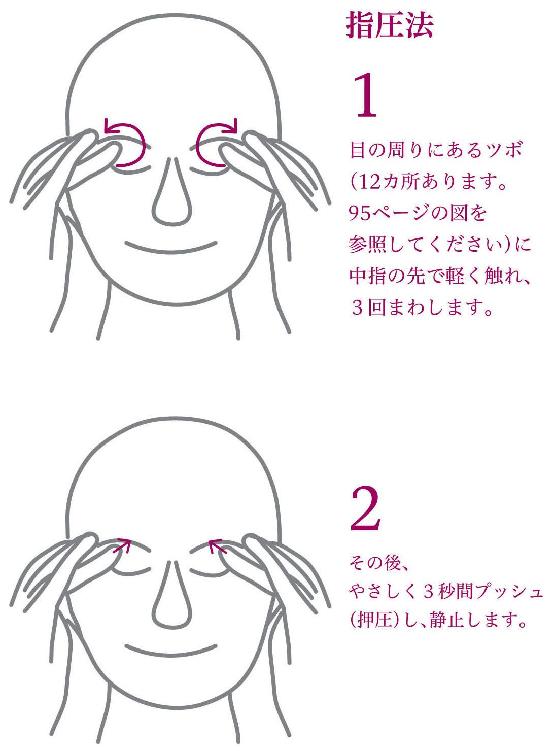 指圧法
1
目の周りにあるツボ
(12カ所あります。
95ページの図を
参照してください)に
中指の先で軽く触れ、
3回まわします。
2
その後、
やさしく3秒間プッシュ
(押圧)し、静止します。